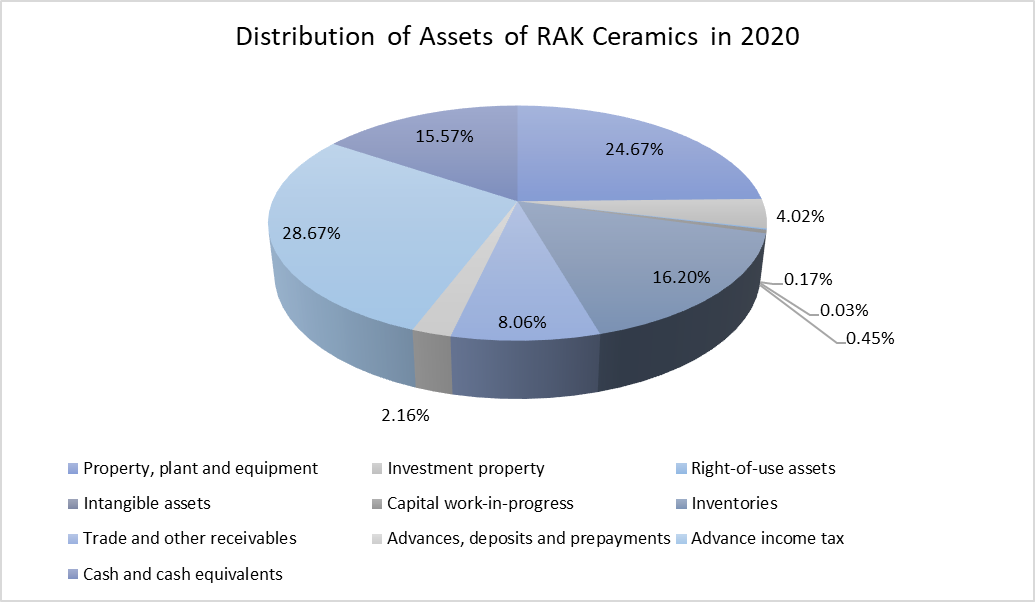 Distribution of Assets of RAK Ceramics in 2020
15.57%
24.67%
4.02%
28.67%
16.20%
0.17%
0.03%
8.06%
0.45%
2.16%
Property, plant and equipment
Investment property
Right-of-use assets
Intangible assets
Capital work-in-progress
Inventories
Trade and other receivables
Advances, deposits and prepayments
Advance income tax
Cash and cash equivalents